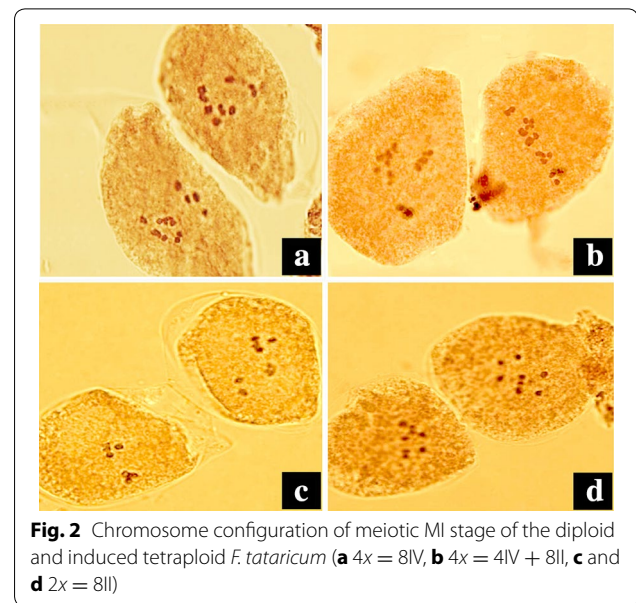 a
b
c
d
Fig. 2 Chromosome configuration of meiotic MI stage of the diploid
and induced tetraploid F. tataricum (a 4x = 8IV, b 4x = 4IV + 8II, c and
d 2x = 8II)